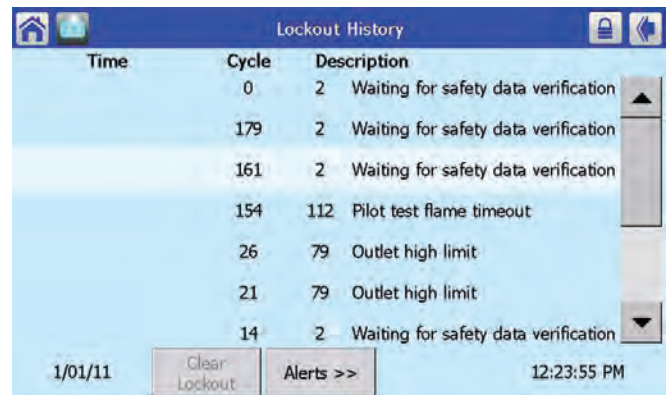 Lockout History
Time Cycle Description
0 2 Waiting for safety data verification
179 2 Waiting for safety data verification
161 2 Waiting for safety data verification
154 112 Pilot test flame timeout
26 79 Outlet high limit
21 79 Outlet high limit
14 2 Waiting for safety data verification
1/01/11 Clear Lockout Alerts >> 12:23:55 PM